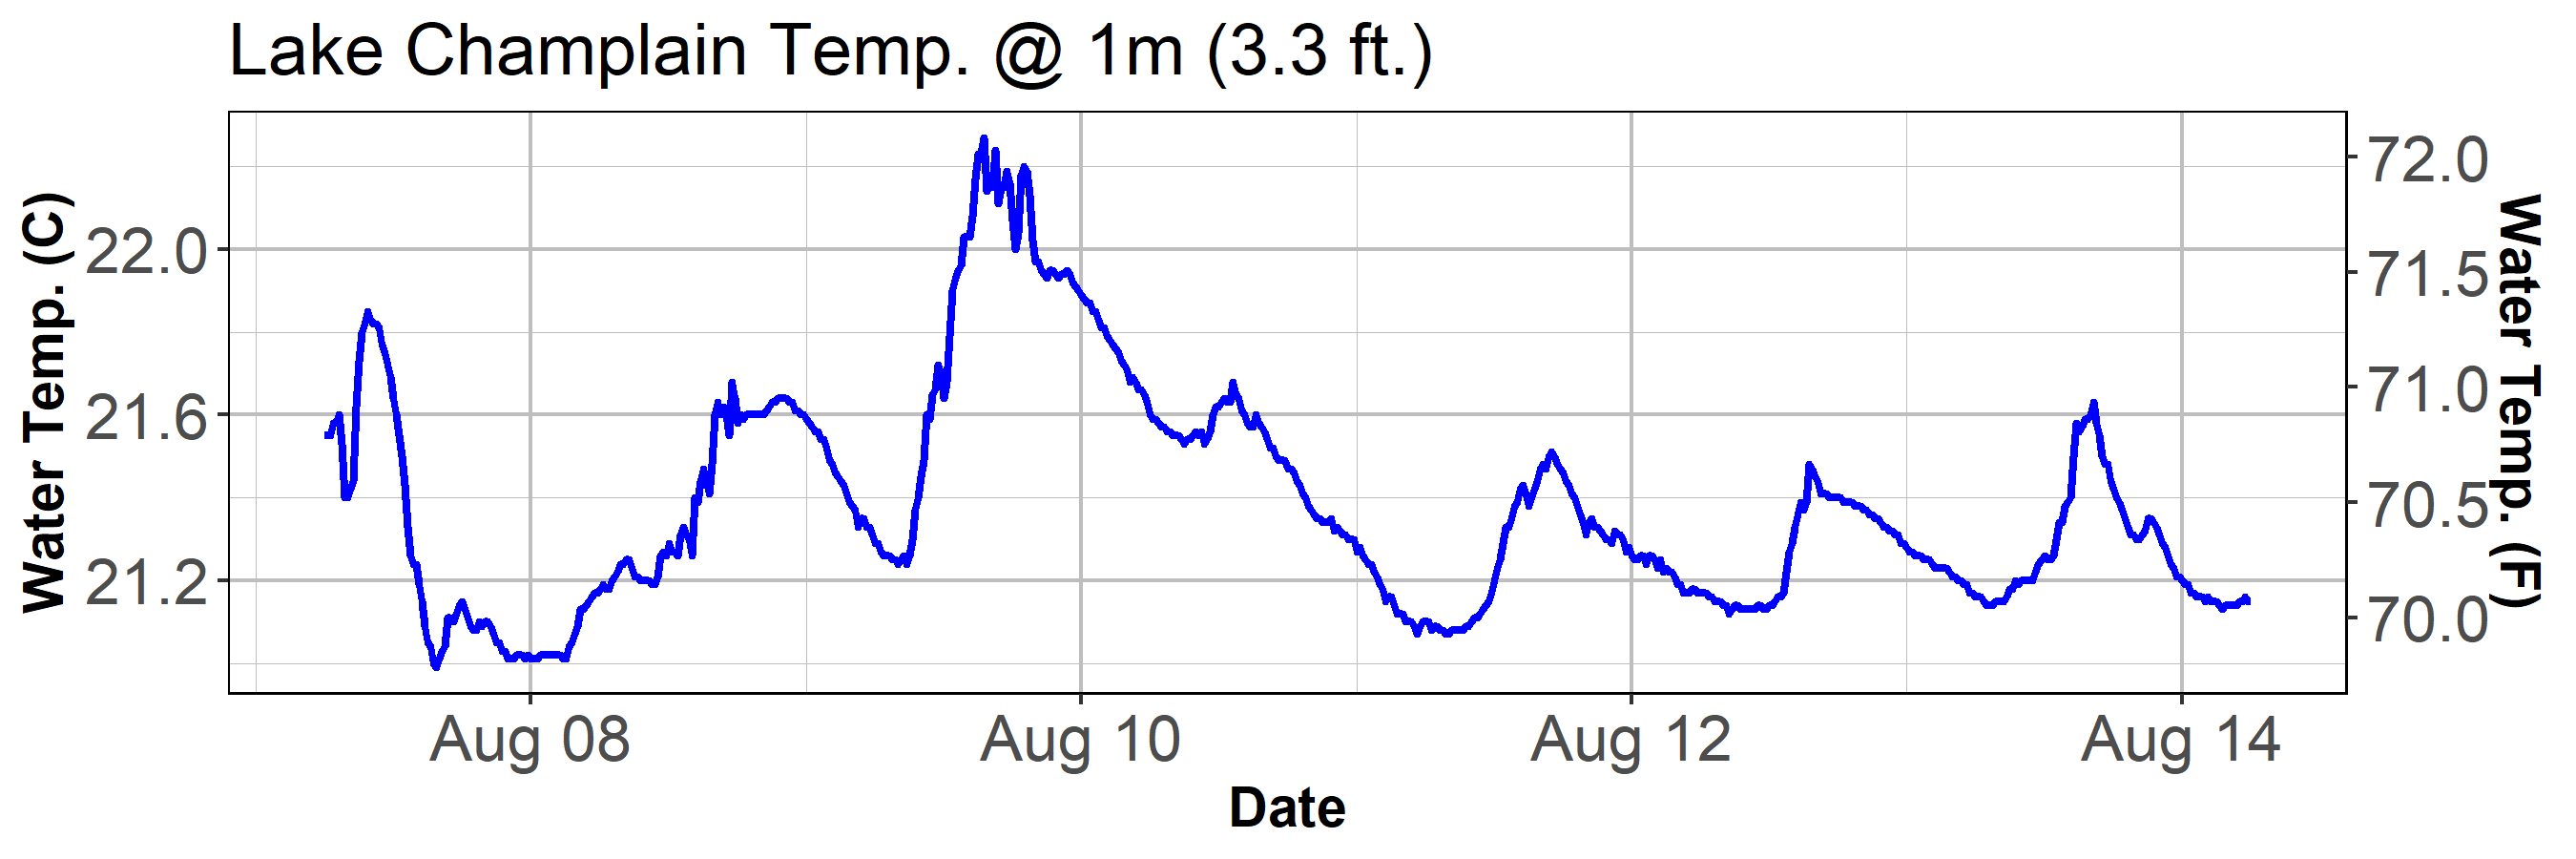 Lake Champlain Temp. @ 1m (3.3 ft.)
Water Temp. (C)
22.0
21.6
21.2
72.0
71.5
71.0
70.5
70.0
Water Temp. (F)
Aug 08
Aug 10
Aug 12
Aug 14
Date